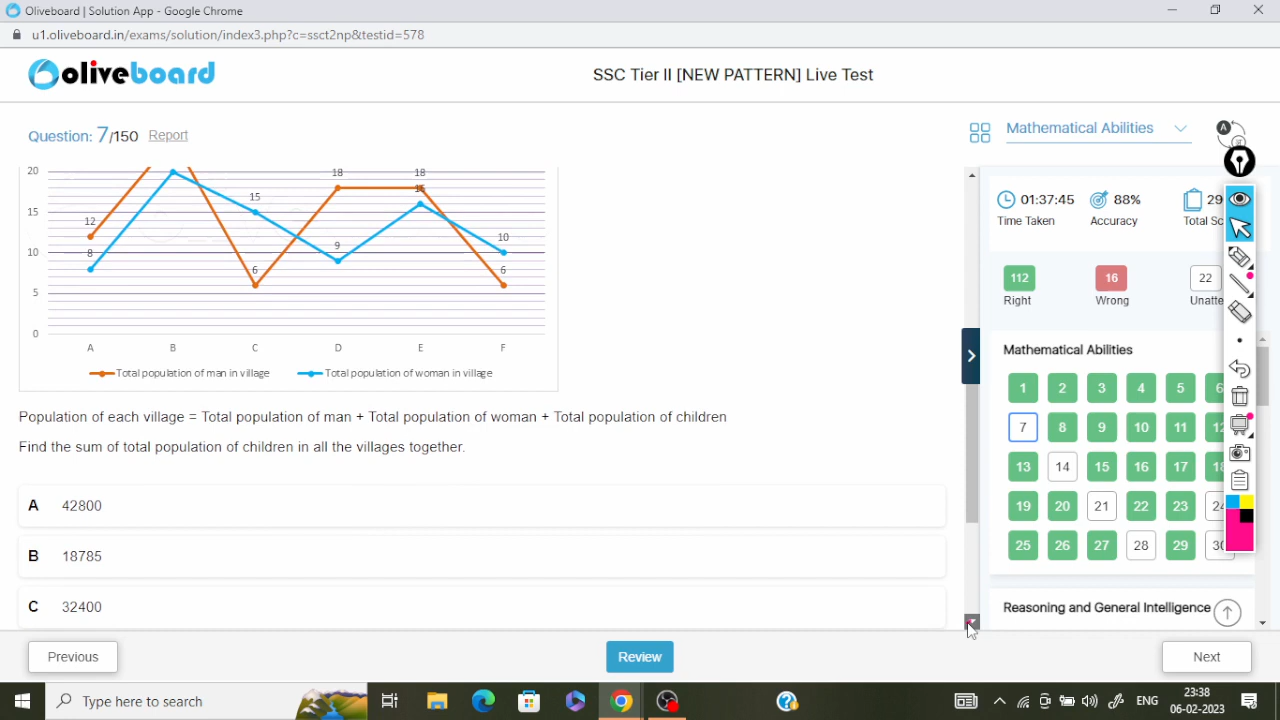 Oliveboard | Solution App - Google Chrome
u1.oliveboard.in/exams/solution/index3.php?c=ssct2np&testid=578
oliveboard
SSC Tier II [NEW PATTERN] Live Test
Question: 7/150 Report
Mathematical Abilities
A
20
15
10
5
0
12
8
15
6
18
9
18
16
10
6
A B C D E F
Total population of man in village Total population of woman in village
Population of each village = Total population of man + Total population of woman + Total population of children
Find the sum of total population of children in all the villages together.
A 42800
B 18785
C 32400
01:37:45
Time Taken
88%
Accuracy
29
Total Sc
112
Right
16
Wrong
22
Unatte
Mathematical Abilities
1 2 3 4 5 6
7 8 9 10 11 12
13 14 15 16 17 18
19 20 21 22 23 24
25 26 27 28 29 30
Reasoning and General Intelligence
Previous
Review
Next
Type here to search
ENG
23:38
06-02-2023